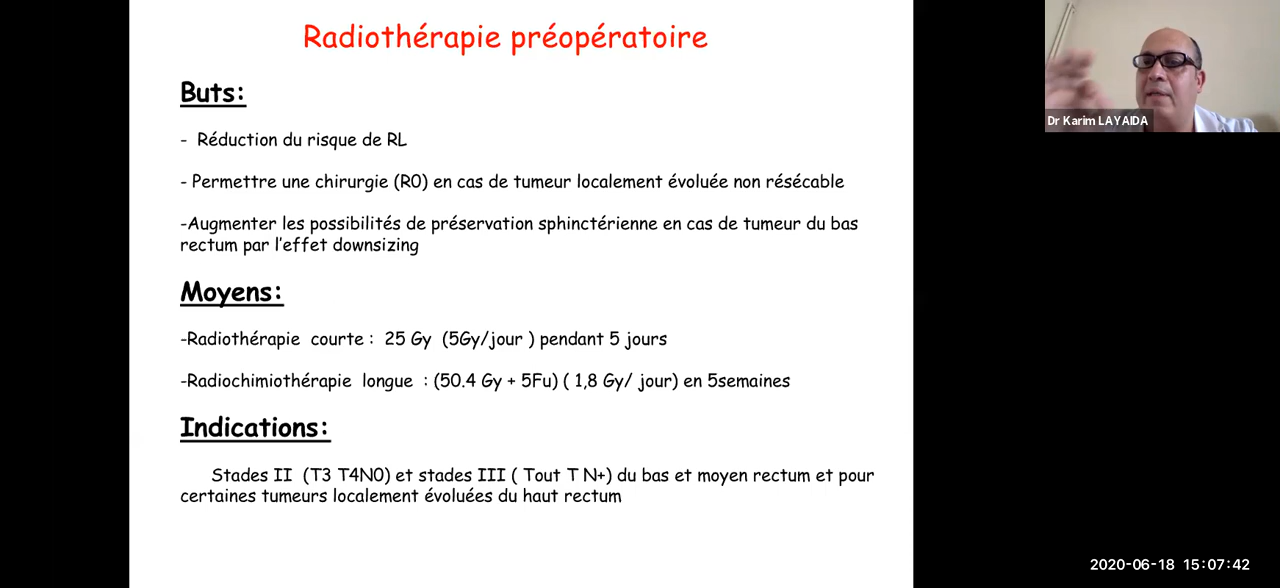 Radiothérapie préopératoire
Buts:
- Réduction du risque de RL
- Permettre une chirurgie (R0) en cas de tumeur localement évoluée non résécable
-Augmenter les possibilités de préservation sphinctérienne en cas de tumeur du bas
rectum par l'effet downsizing
Moyens:
-Radiothérapie courte : 25 Gy (5Gy/jour ) pendant 5 jours
-Radiochimiothérapie longue : (50.4 Gy + 5Fu) ( 1,8 Gy/ jour) en 5semaines
Indications:
Stades II (T3 T4N0) et stades III ( Tout T N+) du bas et moyen rectum et pour
certaines tumeurs localement évoluées du haut rectum
Dr Karim LAYAIDA
2020-06-18 15:07:42